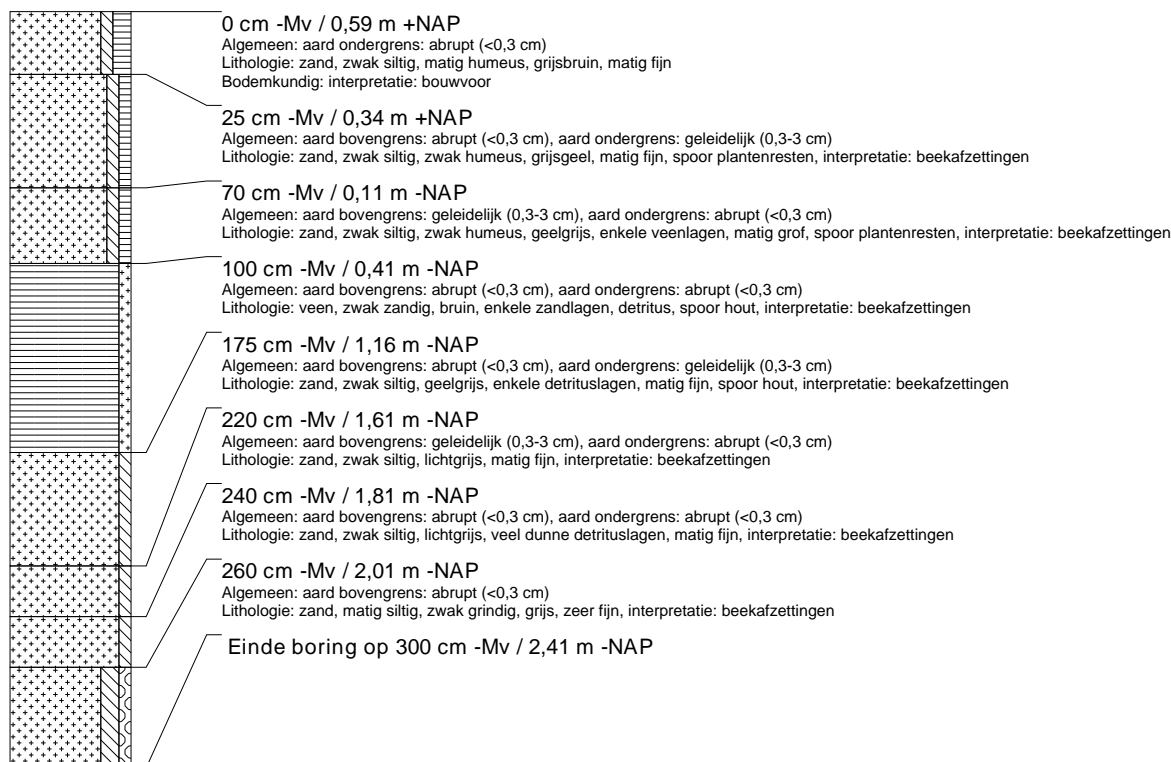 0 cm -Mv / 0,59 m +NAP
Algemeen: aard ondergrens: abrupt (<0,3 cm)
Lithologie: zand, zwak siltig, matig humeus, grijsbruin, matig fijn
Bodemkundig: interpretatie: bouwvoor
25 cm -Mv / 0,34 m +NAP
Algemeen: aard bovengrens: abrupt (<0,3 cm), aard ondergrens: geleidelijk (0,3-3 cm)
Lithologie: zand, zwak siltig, zwak humeus, grijsgeel, matig fijn, spoor plantenresten, interpretatie: beekafzettingen
70 cm -Mv / 0,11 m -NAP
Algemeen: aard bovengrens: geleidelijk (0,3-3 cm), aard ondergrens: abrupt (<0,3 cm)
Lithologie: zand, zwak siltig, zwak humeus, geelgrijs, enkele veenlagen, matig grof, spoor plantenresten, interpretatie: beekafzettingen
100 cm -Mv / 0,41 m -NAP
Algemeen: aard bovengrens: abrupt (<0,3 cm), aard ondergrens: abrupt (<0,3 cm)
Lithologie: veen, zwak zandig, bruin, enkele zandlagen, detritus, spoor hout, interpretatie: beekafzettingen
175 cm -Mv / 1,16 m -NAP
Algemeen: aard bovengrens: abrupt (<0,3 cm), aard ondergrens: geleidelijk (0,3-3 cm)
Lithologie: zand, zwak siltig, geelgrijs, enkele detrituslagen, matig fijn, spoor hout, interpretatie: beekafzettingen
220 cm -Mv / 1,61 m -NAP
Algemeen: aard bovengrens: geleidelijk (0,3-3 cm), aard ondergrens: abrupt (<0,3 cm)
Lithologie: zand, zwak siltig, lichtgrijs, matig fijn, interpretatie: beekafzettingen
240 cm -Mv / 1,81 m -NAP
Algemeen: aard bovengrens: abrupt (<0,3 cm), aard ondergrens: abrupt (<0,3 cm)
Lithologie: zand, zwak siltig, lichtgrijs, veel dunne detrituslagen, matig fijn, interpretatie: beekafzettingen
260 cm -Mv / 2,01 m -NAP
Algemeen: aard bovengrens: abrupt (<0,3 cm)
Lithologie: zand, matig siltig, zwak grindig, grijs, zeer fijn, interpretatie: beekafzettingen
Einde boring op 300 cm -Mv / 2,41 m -NAP